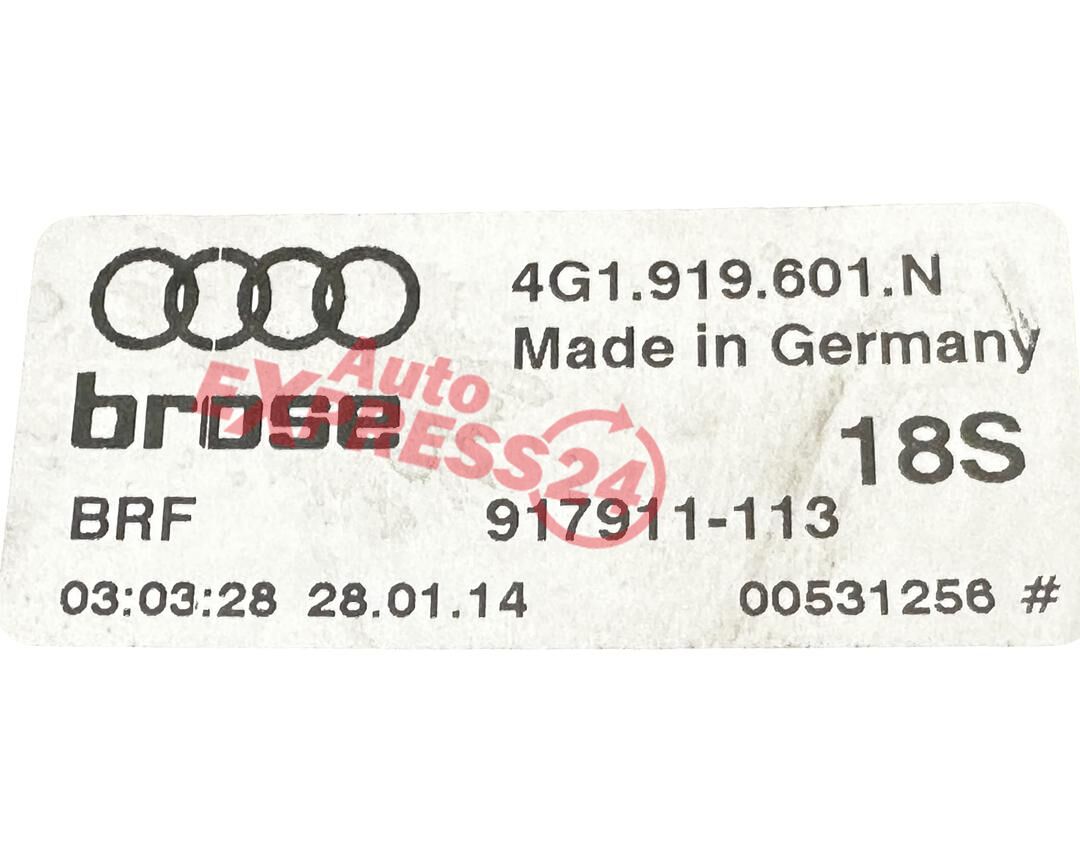 4G1.919.601.N
Made in Germany
brose
Auto
EXPRESS24
18S
BRF 917911-113
03:03:28 28.01.14 00531256 #